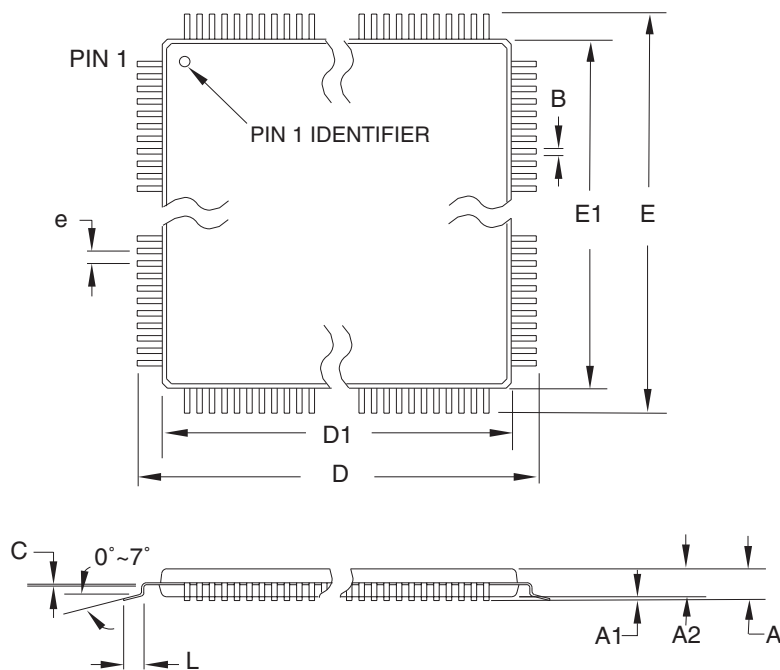 PIN 1
B
PIN 1 IDENTIFIER
e
E1
E
D1
D
C
0˚~7˚
L
A1
A2
A